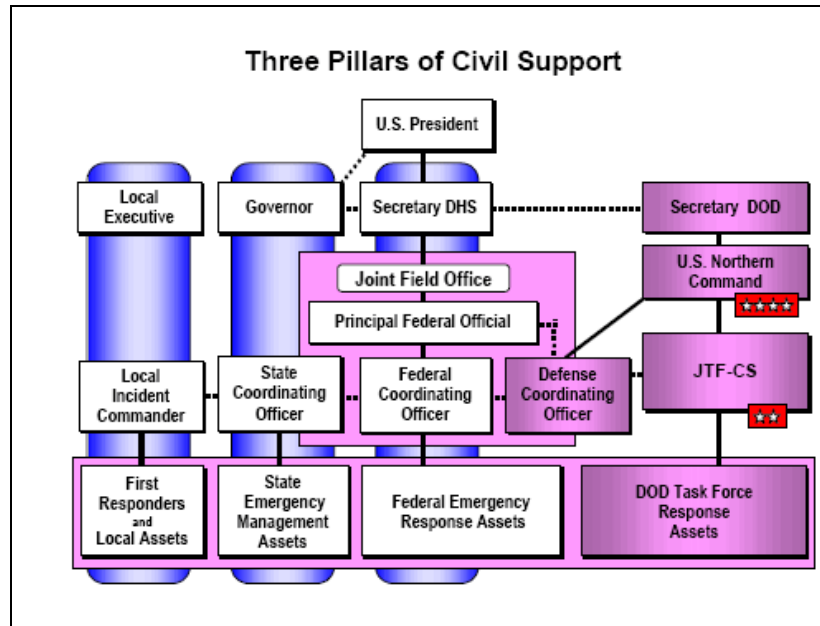 Three Pillars of Civil Support
U.S. President
Local
Executive
Governor
Secretary DHS
Secretary DOD
U.S. Northern
Command
Joint Field Office
Principal Federal Official
Local
Incident
Commander
State
Coordinating
Officer
Federal
Coordinating
Officer
Defense
Coordinating
Officer
JTF-CS
First
Responders
and
Local Assets
State
Emergency
Management
Assets
Federal Emergency
Response Assets
DOD Task Force
Response
Assets